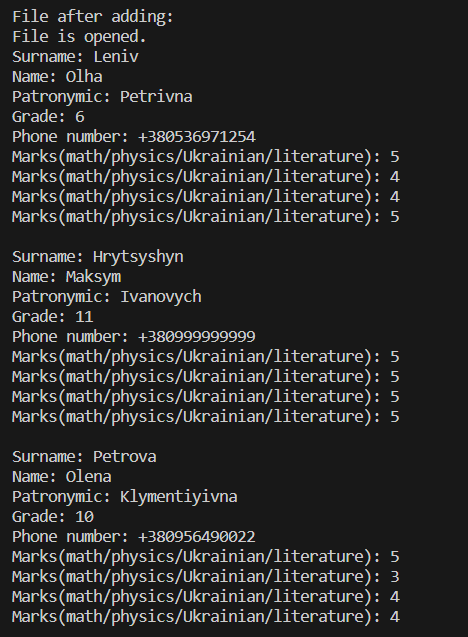 File after adding:
File is opened.
Surname: Leniv
Name: Olha
Patronymic: Petrivna
Grade: 6
Phone number: +380536971254
Marks(math/physics/Ukrainian/literature): 5
Marks(math/physics/Ukrainian/literature): 4
Marks(math/physics/Ukrainian/literature): 4
Marks(math/physics/Ukrainian/literature): 5

Surname: Hrytsyshyn
Name: Maksym
Patronymic: Ivanovych
Grade: 11
Phone number: +380999999999
Marks(math/physics/Ukrainian/literature): 5
Marks(math/physics/Ukrainian/literature): 5
Marks(math/physics/Ukrainian/literature): 5
Marks(math/physics/Ukrainian/literature): 5

Surname: Petrova
Name: Olena
Patronymic: Klymentiyivna
Grade: 10
Phone number: +380956490022
Marks(math/physics/Ukrainian/literature): 5
Marks(math/physics/Ukrainian/literature): 3
Marks(math/physics/Ukrainian/literature): 4
Marks(math/physics/Ukrainian/literature): 4